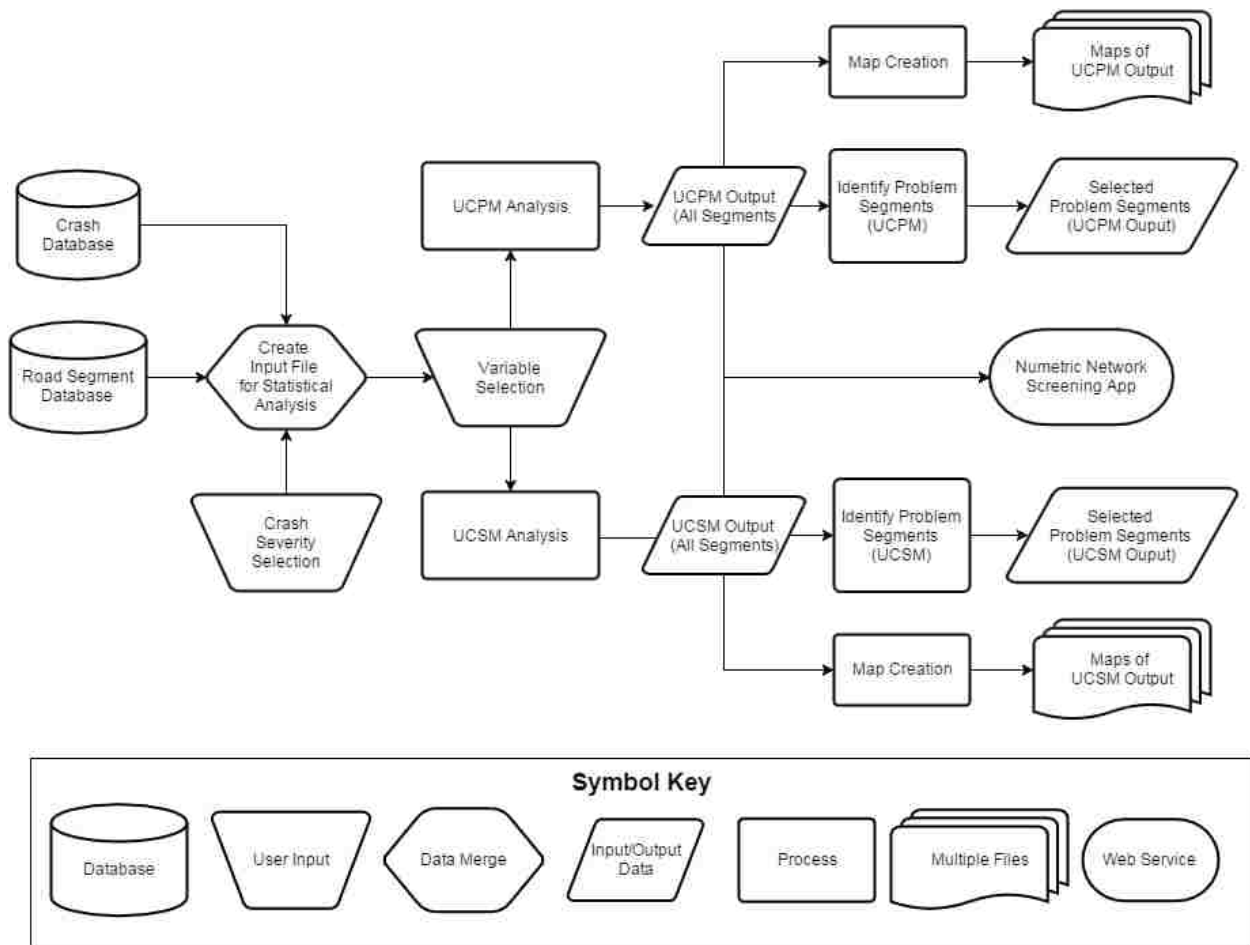 Map Creation
Maps of
UCPM Output
Crash
Database
UCPM Analysis
UCPM Output
(All Segments
Identify Problem
Segments
(UCPM)
Selected
Problem Segments
(UCPM Ouput)
Road Segment
Database
Create
Input File
for Statistical
Analysis
Variable
Selection
Numetric Network
Screening App
Crash
Severity
Selection
UCSM Analysis
UCSM Output
(All Segments)
Identify Problem
Segments
(UCSM)
Selected
Problem Segments
(UCSM Ouput)
Map Creation
Maps of
UCSM Output
Symbol Key
Database
User Input
Data Merge
Input/Output
Data
Process
Multiple Files
Web Service